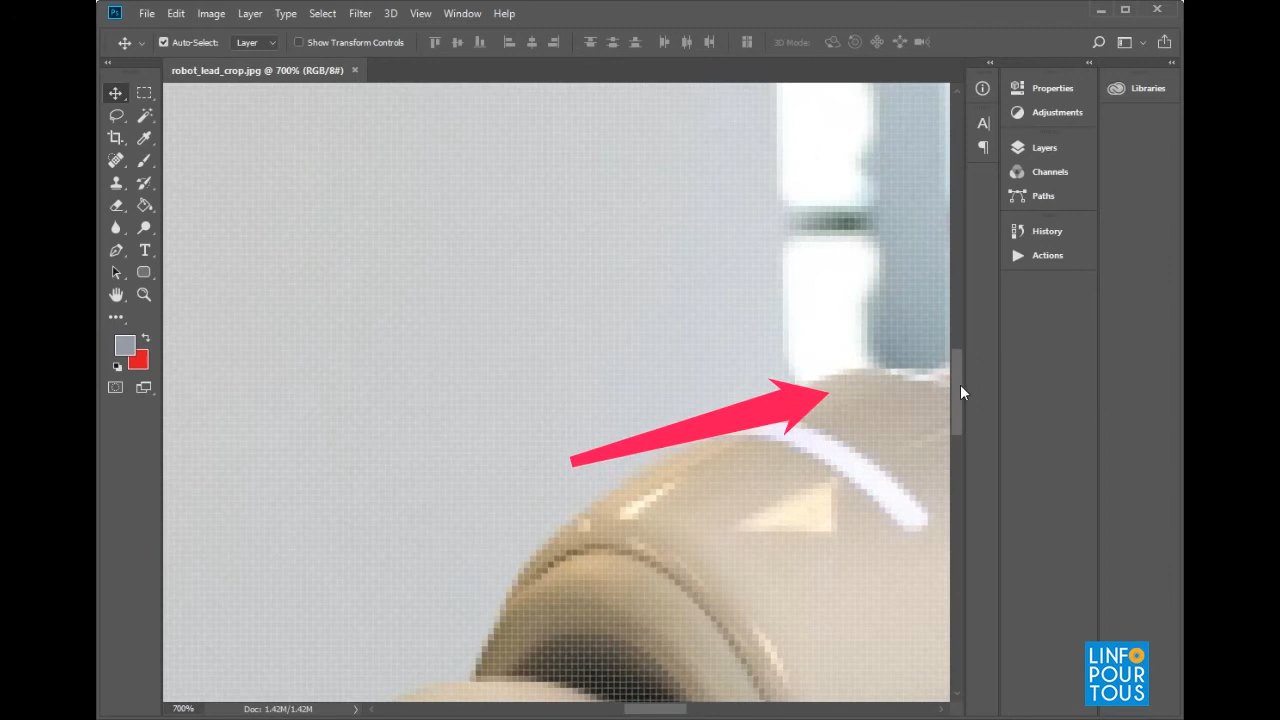 Ps File Edit Image Layer Type Select Filter 3D View Window Help
Auto-Select: Layer Show Transform Controls 3D Mode:
robot_lead_crop.jpg @ 700% (RGB/8#) ×
Properties
Libraries
Adjustments
Layers
Channels
Paths
History
Actions
LINFO
POUR
TOUS
700% Doc: 1.42M/1.42M